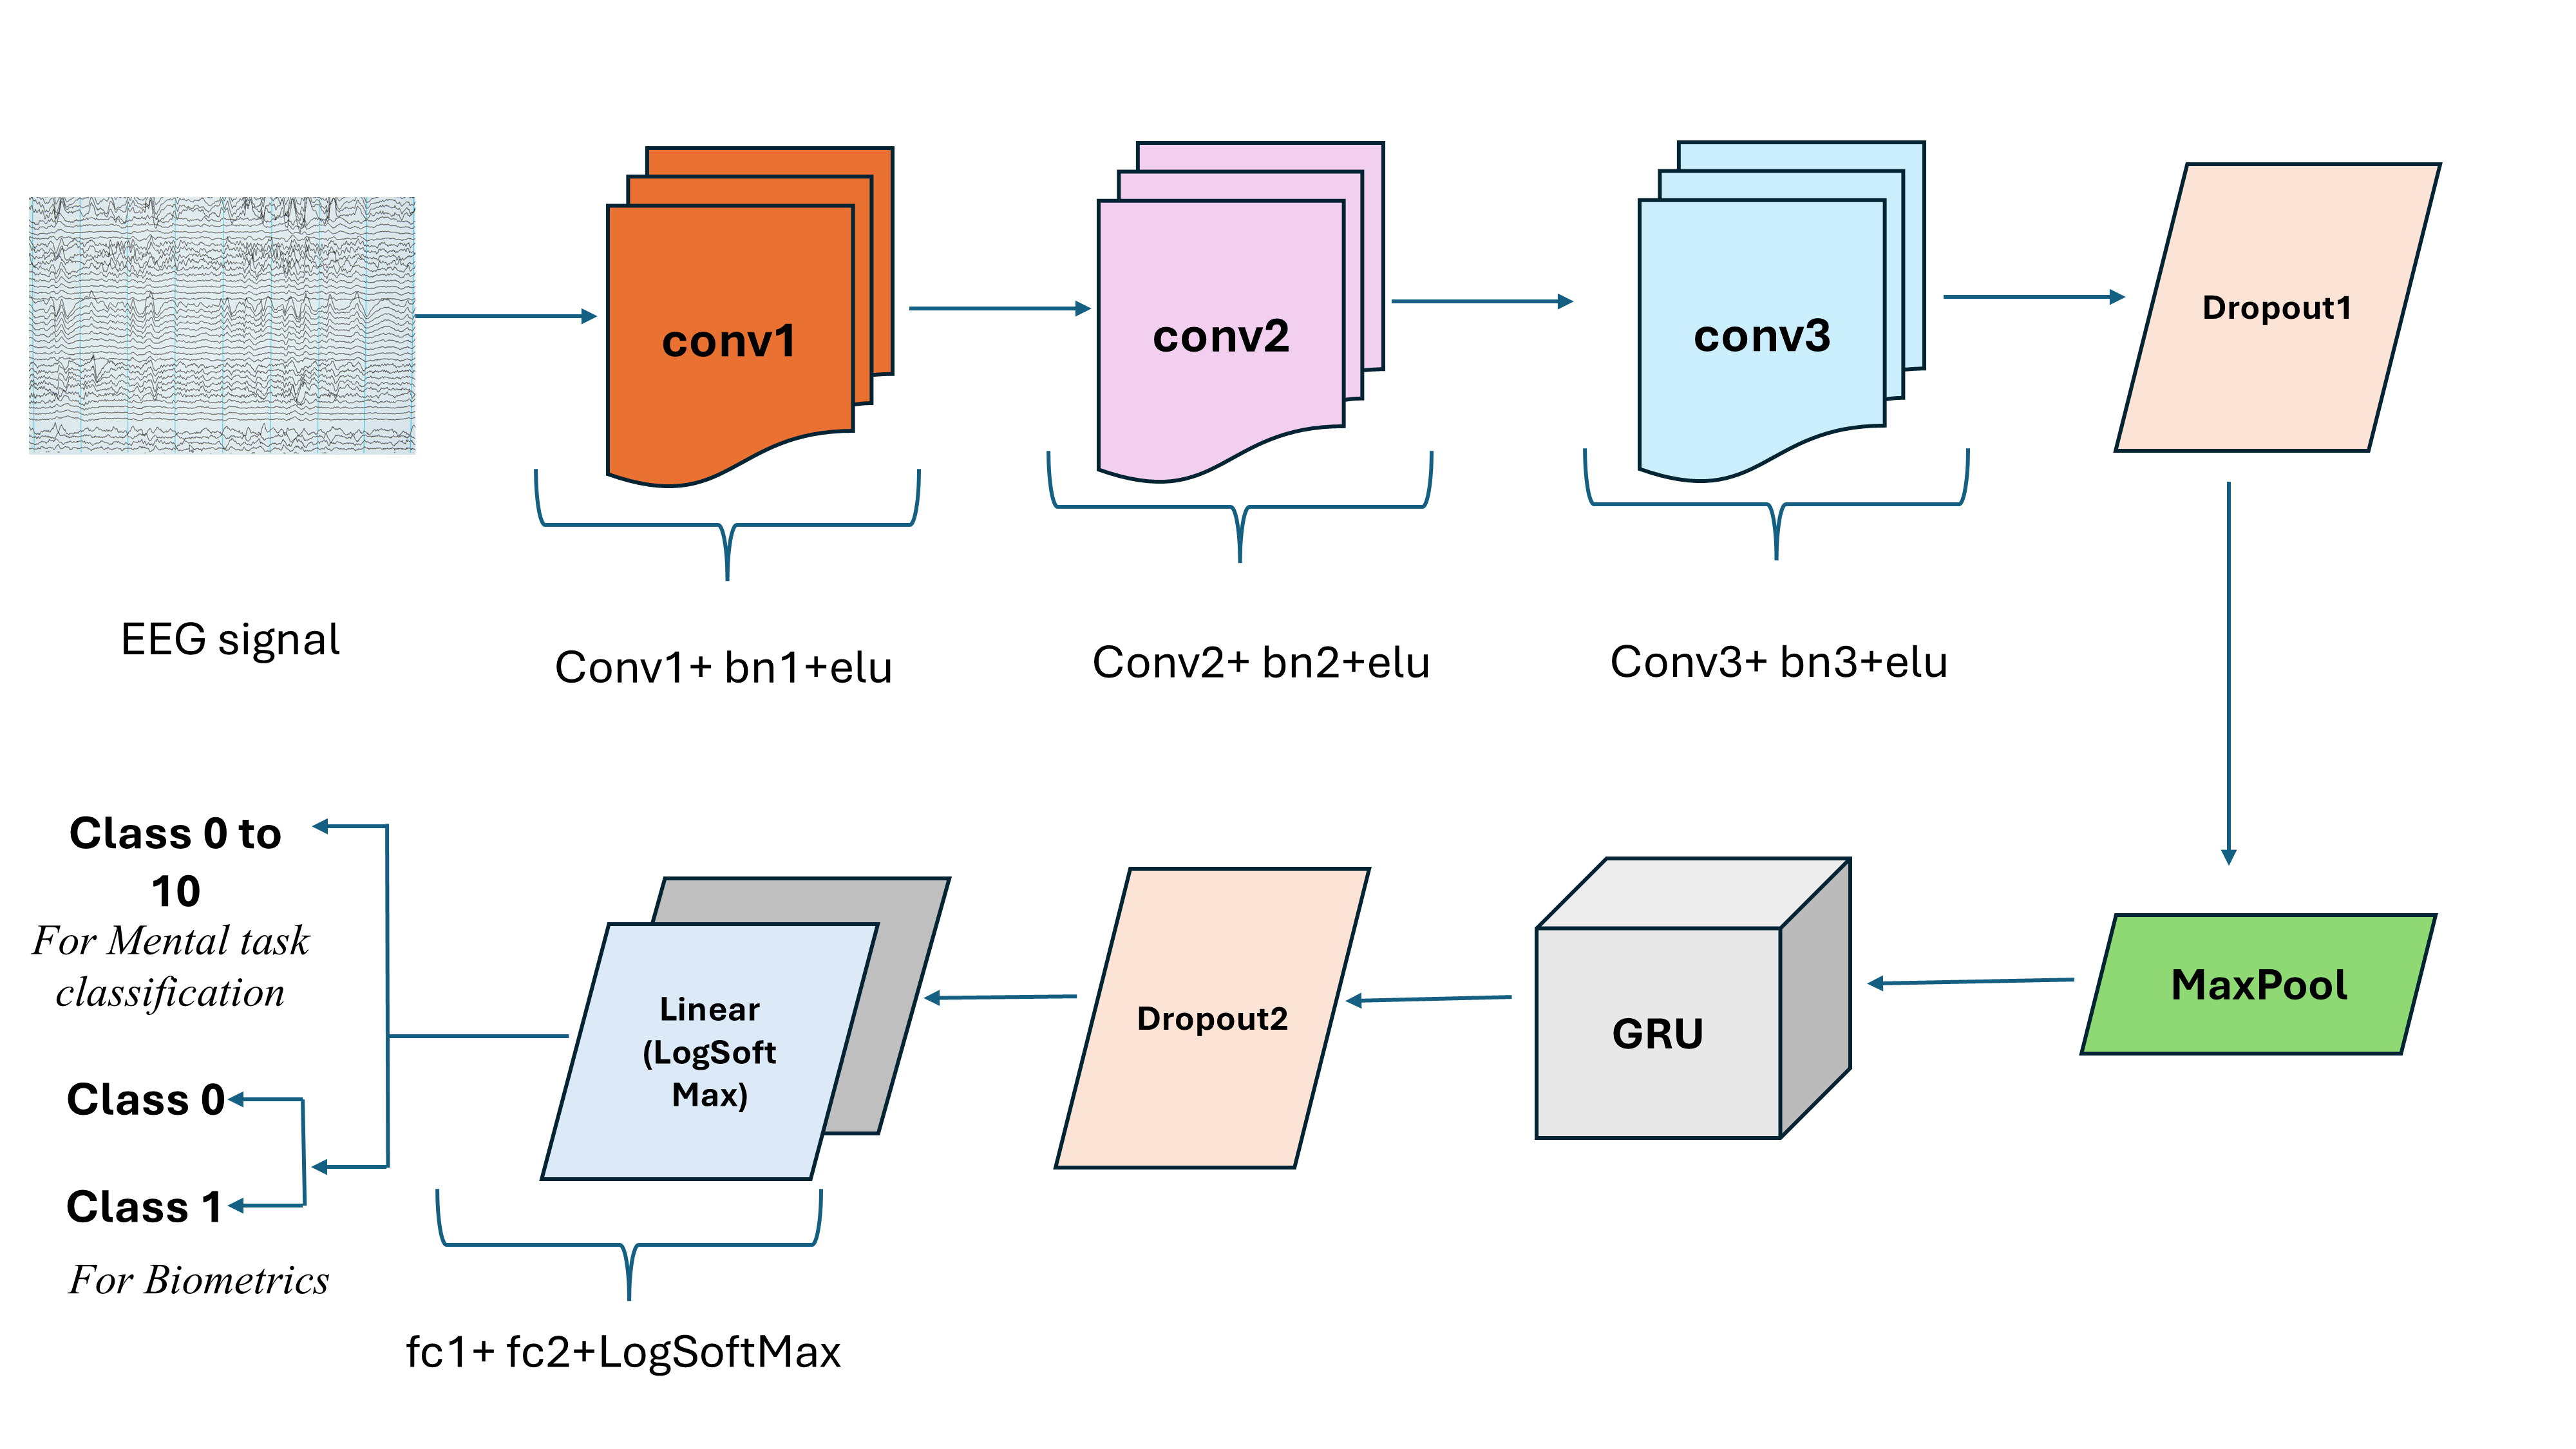 conv1
conv2
conv3
Dropout1
EEG signal
Conv1+ bn1+elu
Conv2+ bn2+elu
Conv3+ bn3+elu
Class 0 to
10
For Mental task
classification
Class 0
Class 1
For Biometrics
Linear
(LogSoft
Max)
Dropout2
GRU
MaxPool
fc1+ fc2+LogSoftMax